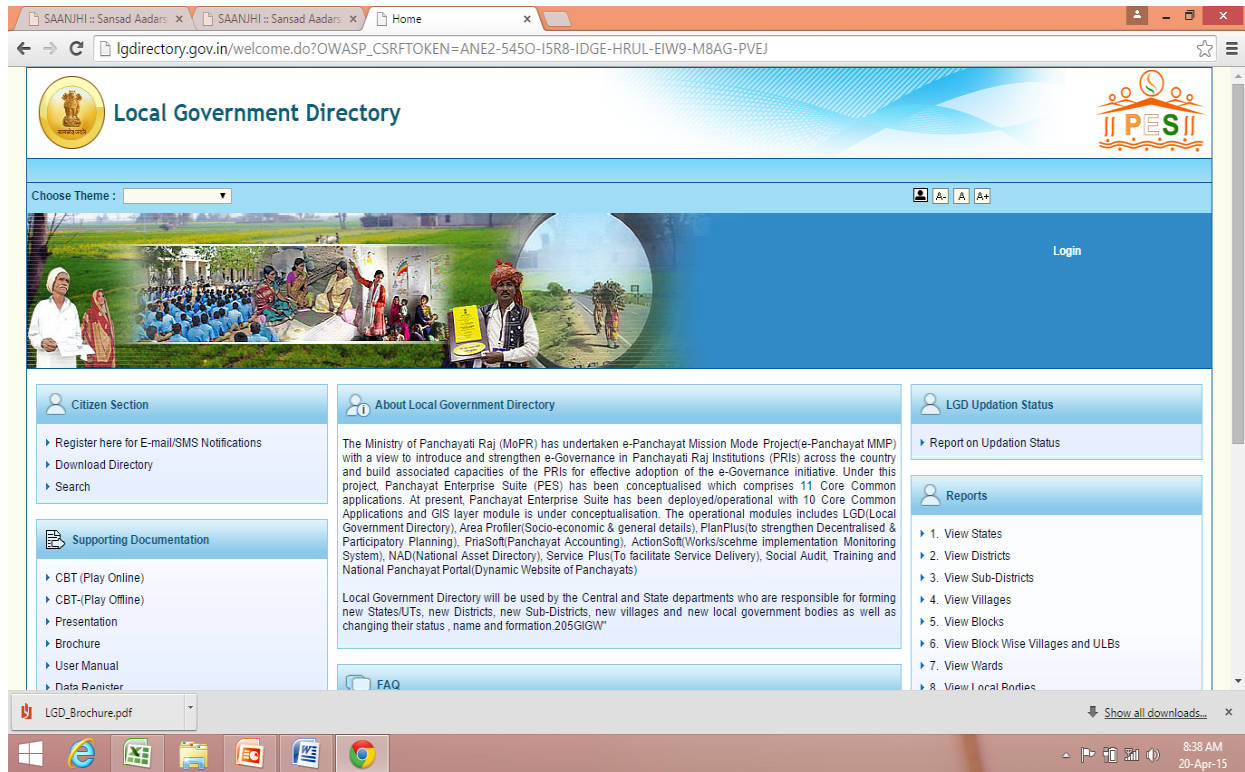 SAANJHI :: Sansad Aadars
SAANJHI :: Sansad Aadars
Home
lgdirectory.gov.in/welcome.do?OWASP_CSRFTOKEN=ANE2-545O-I5R8-IDGE-HRUL-EIW9-M8AG-PVEJ
Local Government Directory
PES
Choose Theme :
A- A A+
Login
Citizen Section
Register here for E-mail/SMS Notifications
Download Directory
Search
Supporting Documentation
CBT (Play Online)
CBT-(Play Offline)
Presentation
Brochure
User Manual
Data Register
About Local Government Directory
The Ministry of Panchayati Raj (MoPR) has undertaken e-Panchayat Mission Mode Project(e-Panchayat MMP)
with a view to introduce and strengthen e-Governance in Panchayati Raj Institutions (PRIs) across the country
and build associated capacities of the PRIs for effective adoption of the e-Governance initiative. Under this
project, Panchayat Enterprise Suite (PES) has been conceptualised which comprises 11 Core Common
applications. At present, Panchayat Enterprise Suite has been deployed/operational with 10 Core Common
Applications and GIS layer module is under conceptualisation. The operational modules includes LGD(Local
Government Directory), Area Profiler(Socio-economic & general details), PlanPlus(to strengthen Decentralised &
Participatory Planning), PriaSoft(Panchayat Accounting), ActionSoft(Works/scehme implementation Monitoring
System), NAD(National Asset Directory), Service Plus(To facilitate Service Delivery), Social Audit, Training and
National Panchayat Portal(Dynamic Website of Panchayats)
Local Government Directory will be used by the Central and State departments who are responsible for forming
new States/UTs, new Districts, new Sub-Districts, new villages and new local government bodies as well as
changing their status , name and formation.205GIGW"
FAQ
LGD Updation Status
Report on Updation Status
Reports
1. View States
2. View Districts
3. View Sub-Districts
4. View Villages
5. View Blocks
6. View Block Wise Villages and ULBs
7. View Wards
8. View Local Bodies
LGD_Brochure.pdf
Show all downloads...
8:38 AM
20-Apr-15